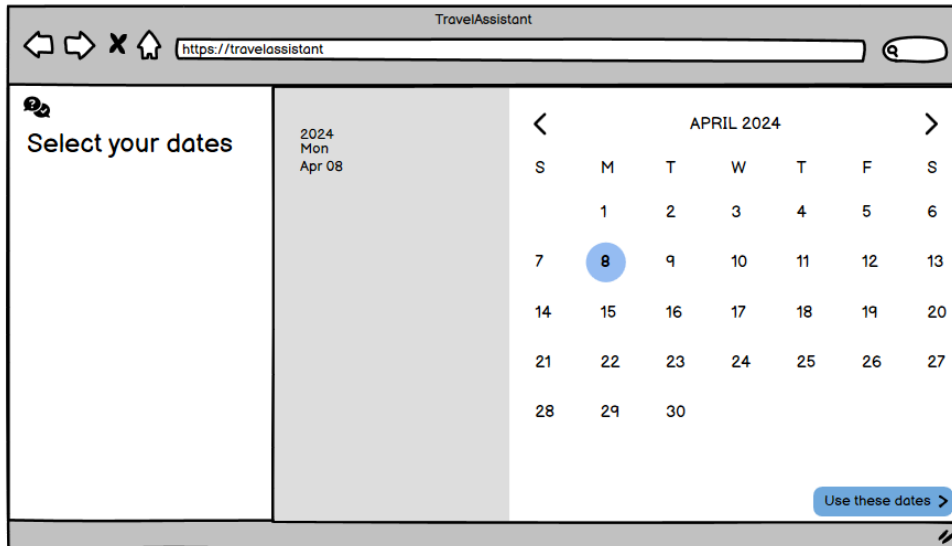 TravelAssistant
https://travelassistant
Select your dates
2024
Mon
Apr 08
APRIL 2024
S M T W T F S
1 2 3 4 5 6
7 8 9 10 11 12 13
14 15 16 17 18 19 20
21 22 23 24 25 26 27
28 29 30
Use these dates